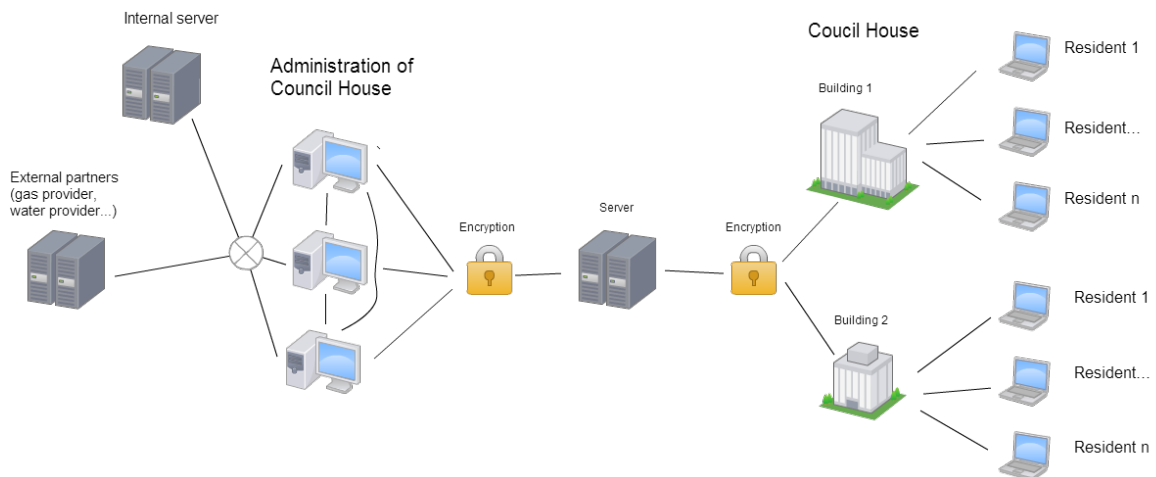 Internal server
External partners
(gas provider,
water provider...)
Administration of
Council House
Encryption
Server
Encryption
Coucil House
Building 1
Resident 1
Resident...
Resident n
Building 2
Resident 1
Resident...
Resident n